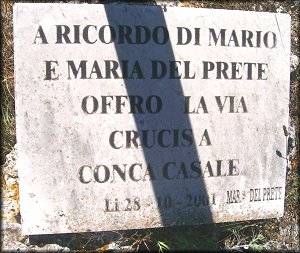 A RICORDO DI MARIO
E MARIA DEL PRETE
OFFRO LA VIA
CRUCIS A
CONCA CASALE
Li 28-10-2001 MAR.a DEL PRETE